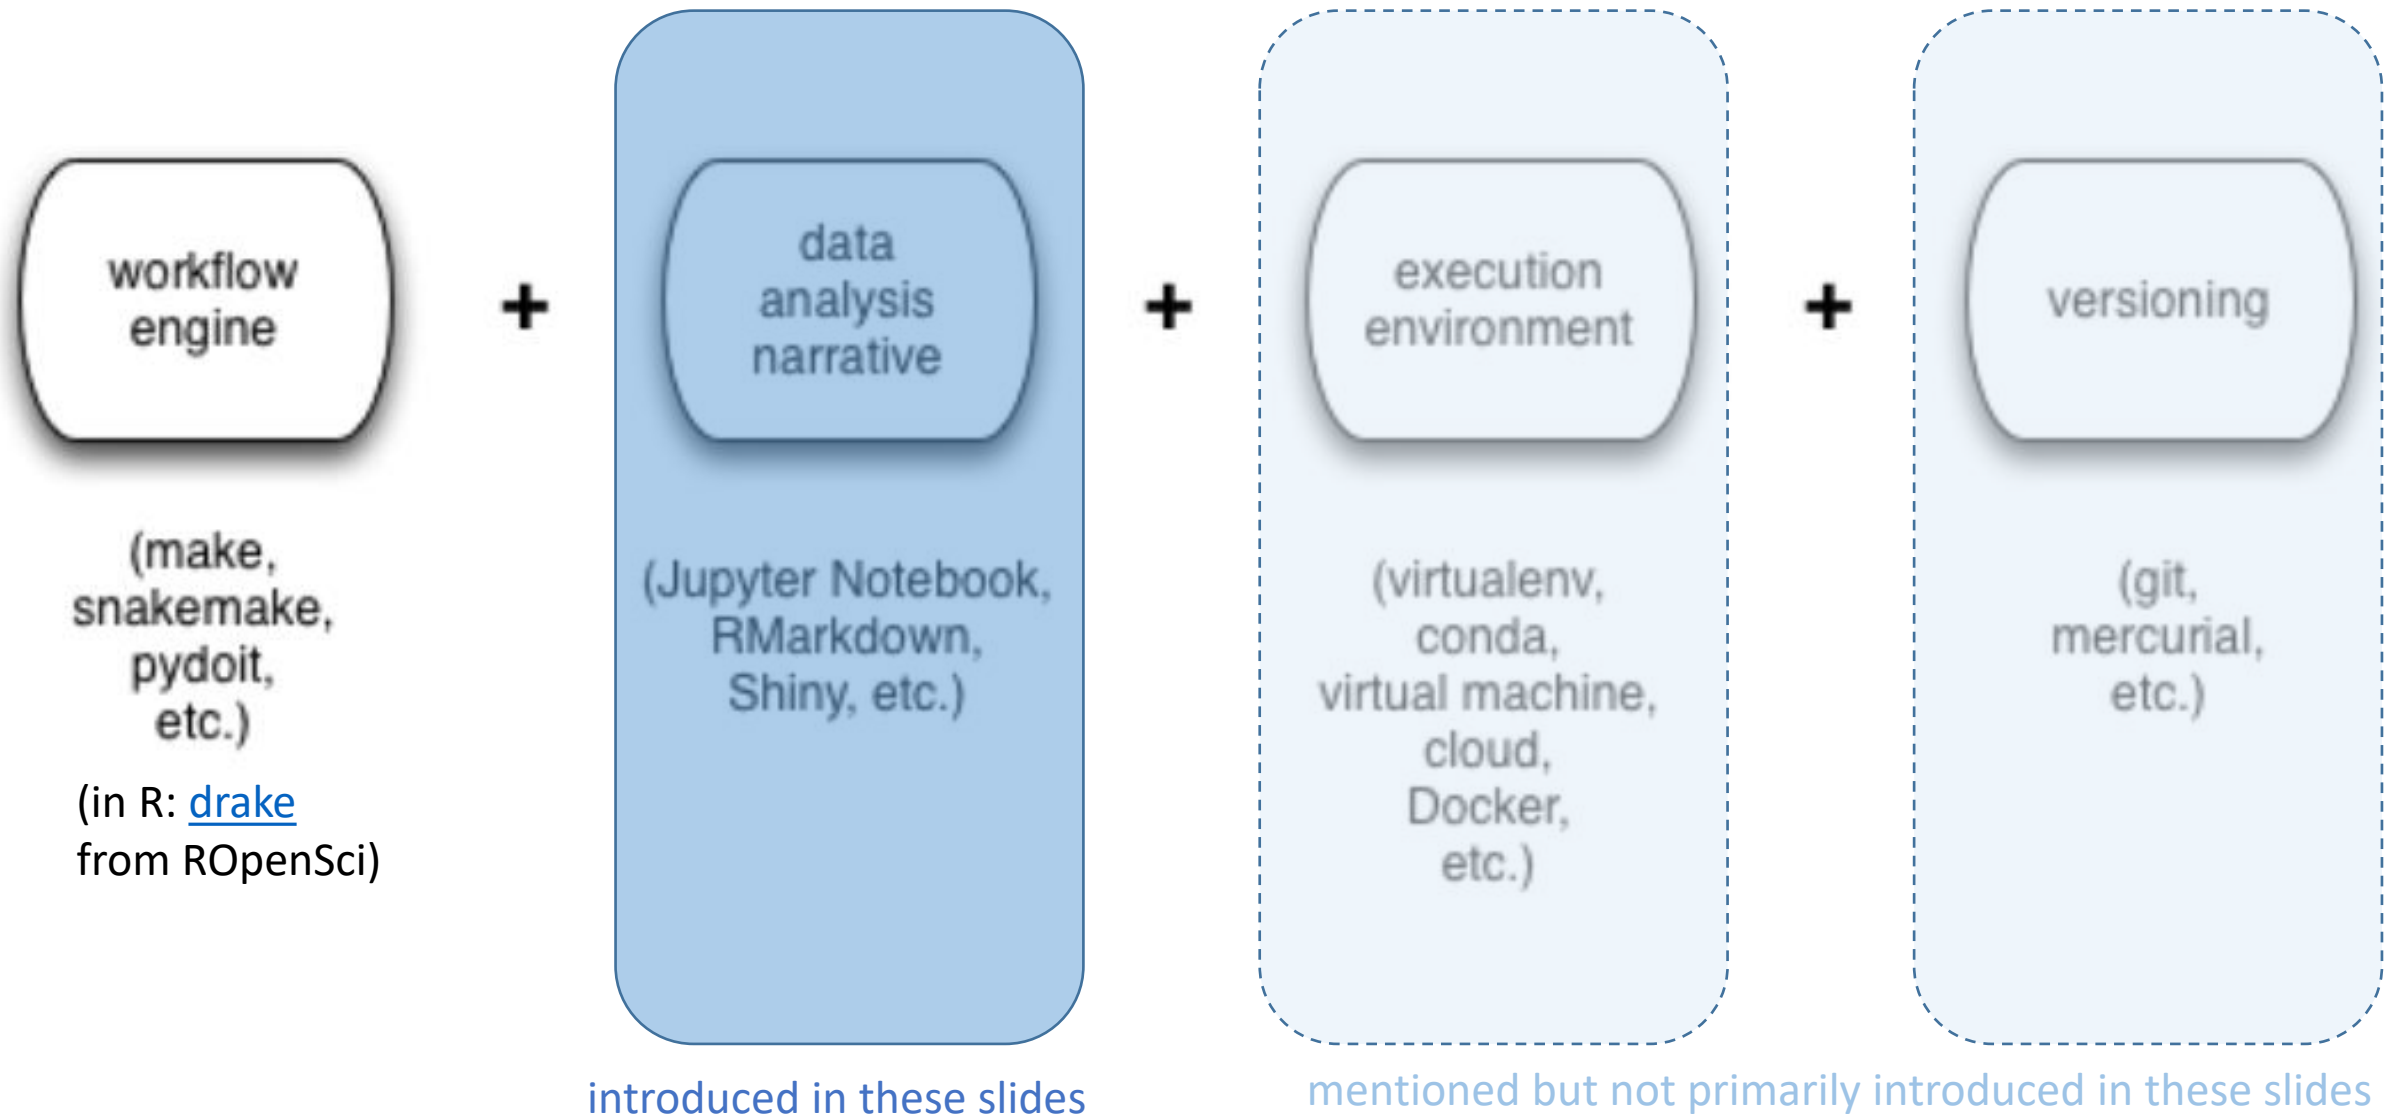 workflow
engine
+
data
analysis
narrative
+
execution
environment
+
versioning
(make,
snakemake,
pydoit,
etc.)
(in R: drake
from ROpenSci)
(Jupyter Notebook,
RMarkdown,
Shiny, etc.)
(virtualenv,
conda,
virtual machine,
cloud,
Docker,
etc.)
(git,
mercurial,
etc.)
introduced in these slides
mentioned but not primarily introduced in these slides